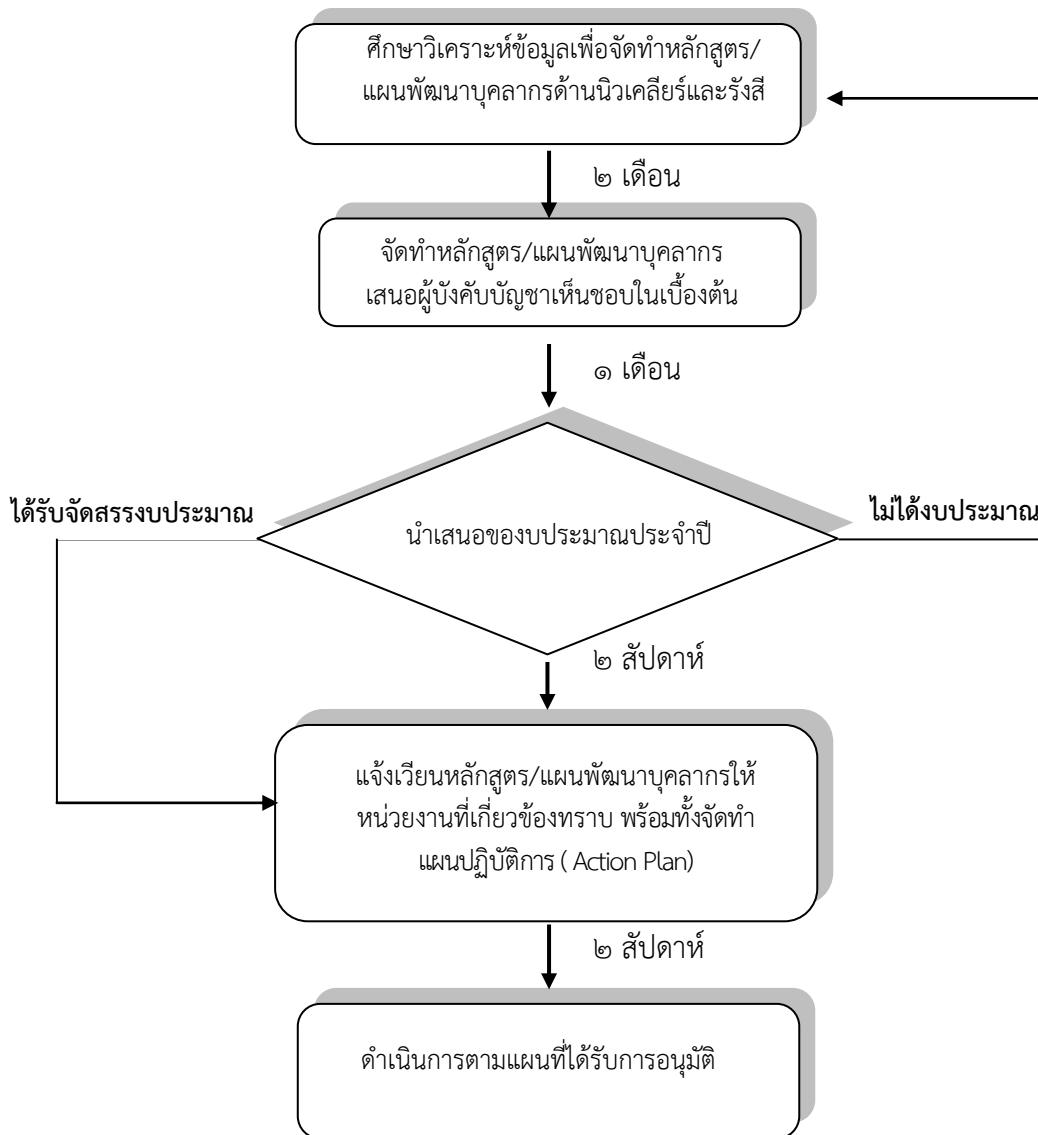 ศึกษาวิเคราะห์ข้อมูลเพื่อจัดทำหลักสูตร/
แผนพัฒนาบุคลากรด้านนิวเคลียร์และรังสี
๒ เดือน
จัดทำหลักสูตร/แผนพัฒนาบุคลากร
เสนอผู้บังคับบัญชาเห็นชอบในเบื้องต้น
๑ เดือน
ได้รับจัดสรรงบประมาณ
นำเสนอของบประมาณประจำปี
ไม่ได้งบประมาณ
๒ สัปดาห์
แจ้งเวียนหลักสูตร/แผนพัฒนาบุคลากรให้
หน่วยงานที่เกี่ยวข้องทราบ พร้อมทั้งจัดทำ
แผนปฏิบัติการ ( Action Plan)
๒ สัปดาห์
ดำเนินการตามแผนที่ได้รับการอนุมัติ